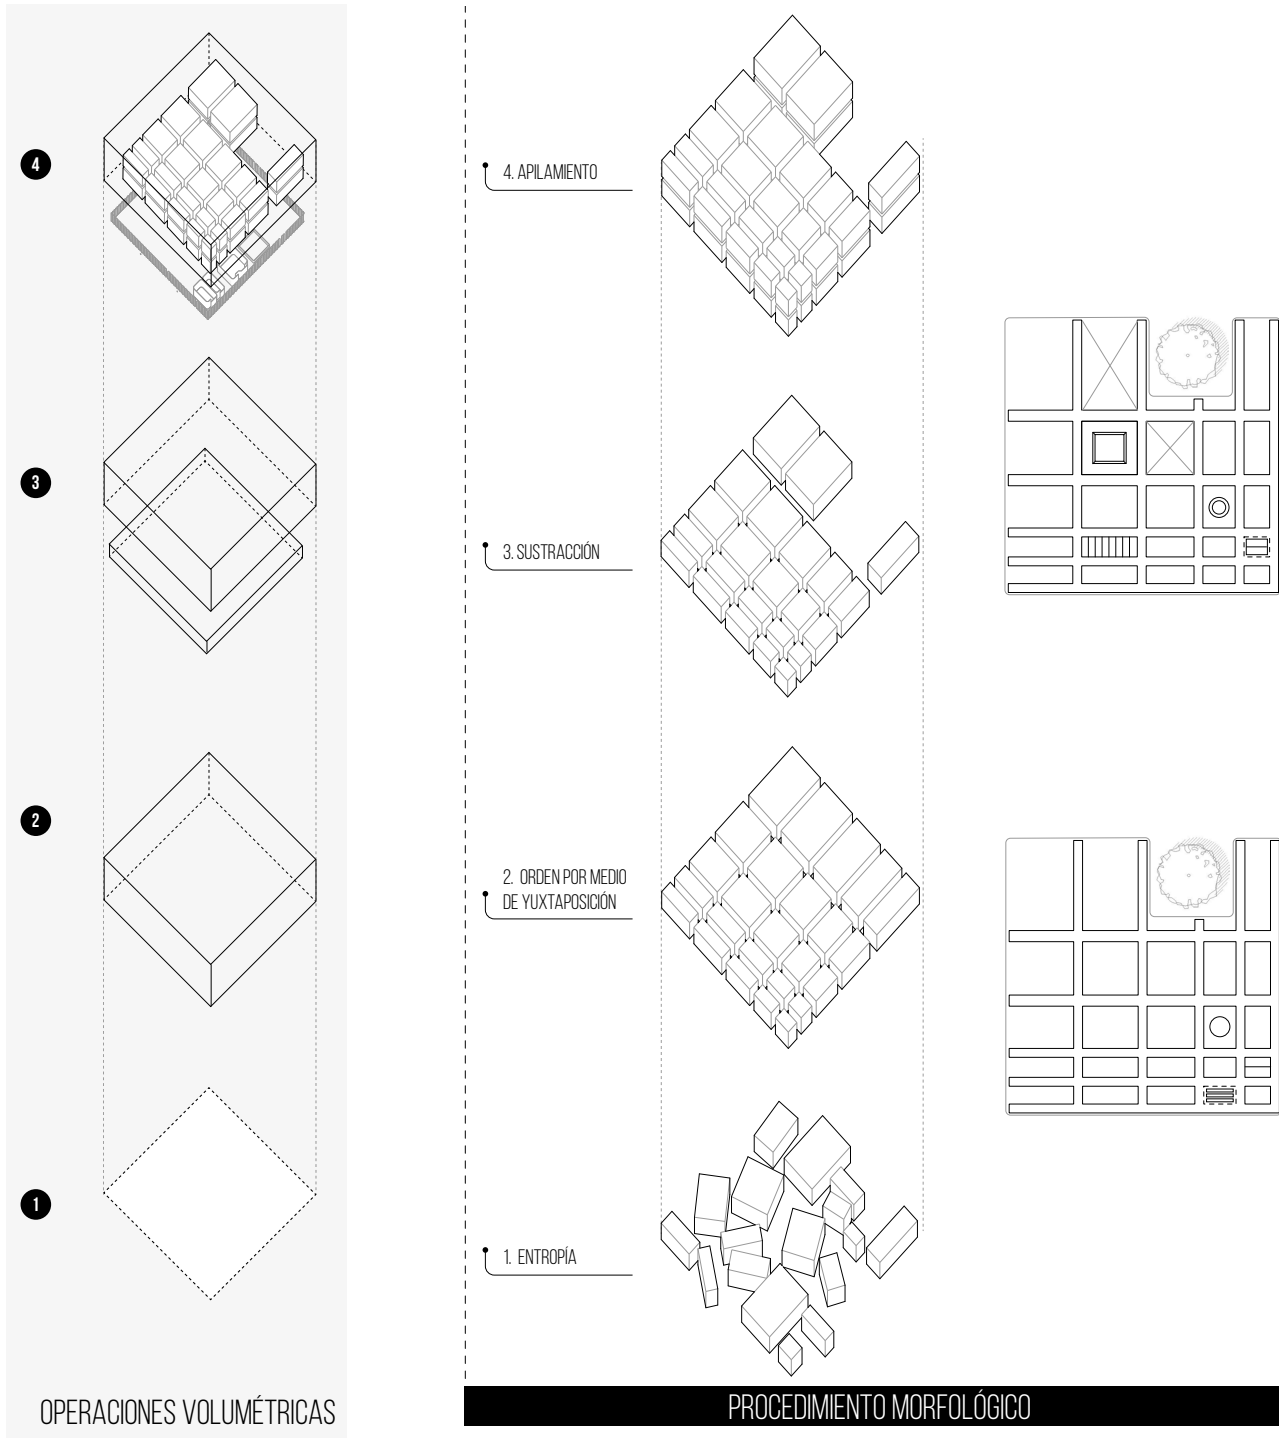 4
3
2
1
OPERACIONES VOLUMÉTRICAS
4. APILAMIENTO
3. SUSTRACCIÓN
2. ORDEN POR MEDIO
DE YUXTAPOSICIÓN
1. ENTROPÍA
PROCEDIMIENTO MORFOLÓGICO